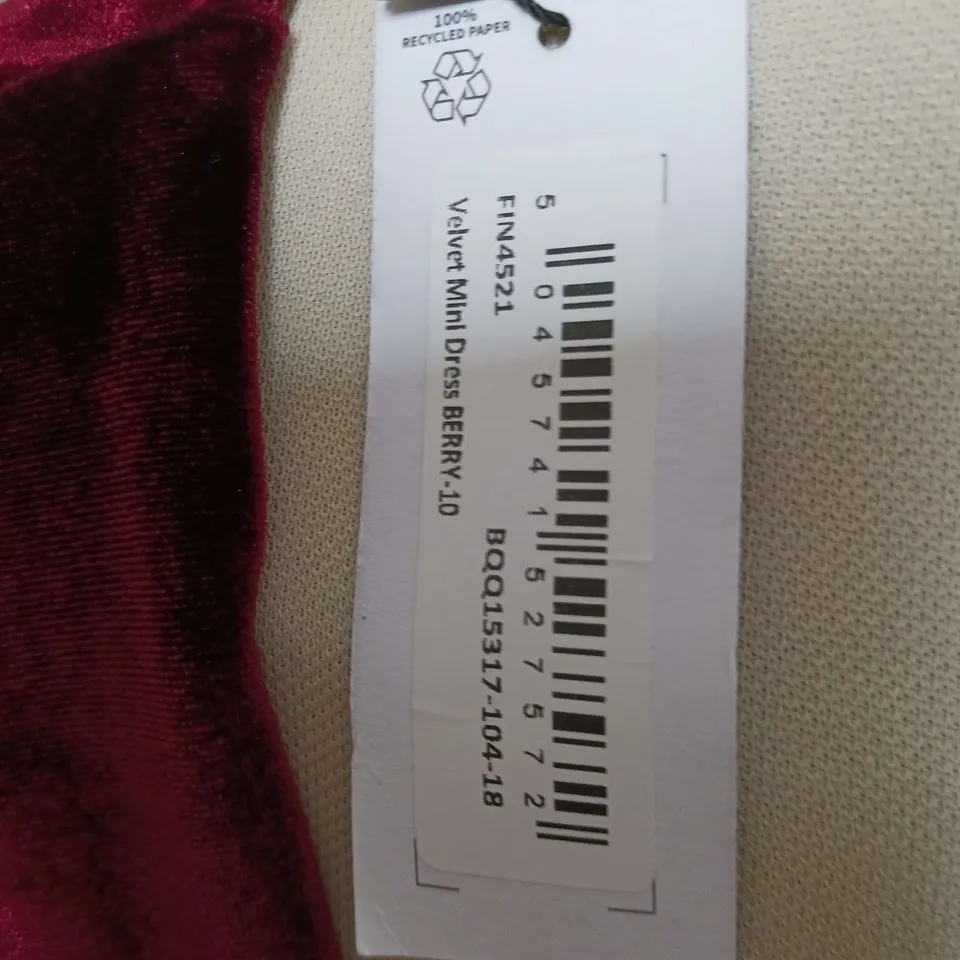 100%
RECYCLED PAPER
5 045741 527572
FIN4521 BQQ15317-104-18
Velvet Mini Dress BERRY-10